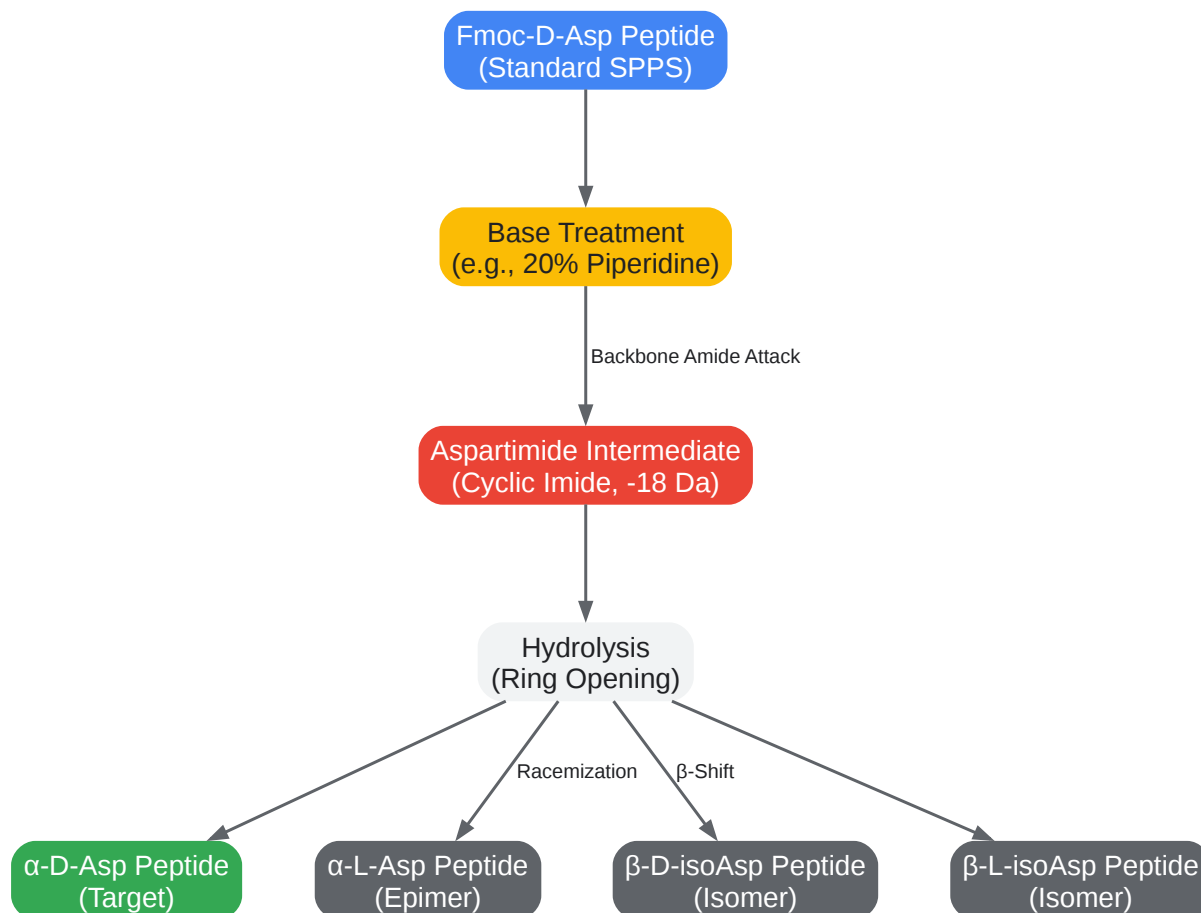 Fmoc-D-Asp Peptide
(Standard SPPS)
Base Treatment
(e.g., 20% Piperidine)
Backbone Amide Attack
Aspartimide Intermediate
(Cyclic Imide, -18 Da)
Hydrolysis
(Ring Opening)
Racemization
β-Shift
α-D-Asp Peptide
(Target)
α-L-Asp Peptide
(Epimer)
β-D-isoAsp Peptide
(Isomer)
β-L-isoAsp Peptide
(Isomer)